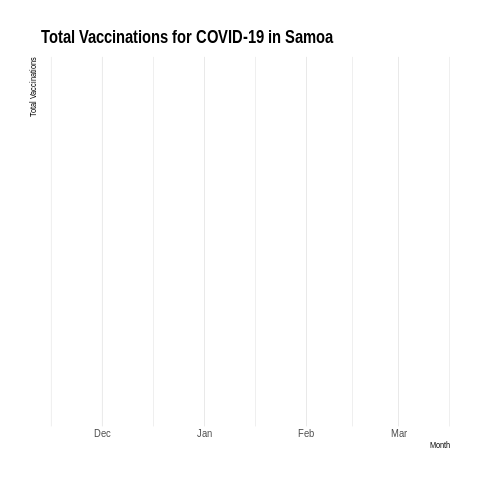 Total Vaccinations for COVID-19 in Samoa
Total Vaccinations
Dec Jan Feb Mar
Month